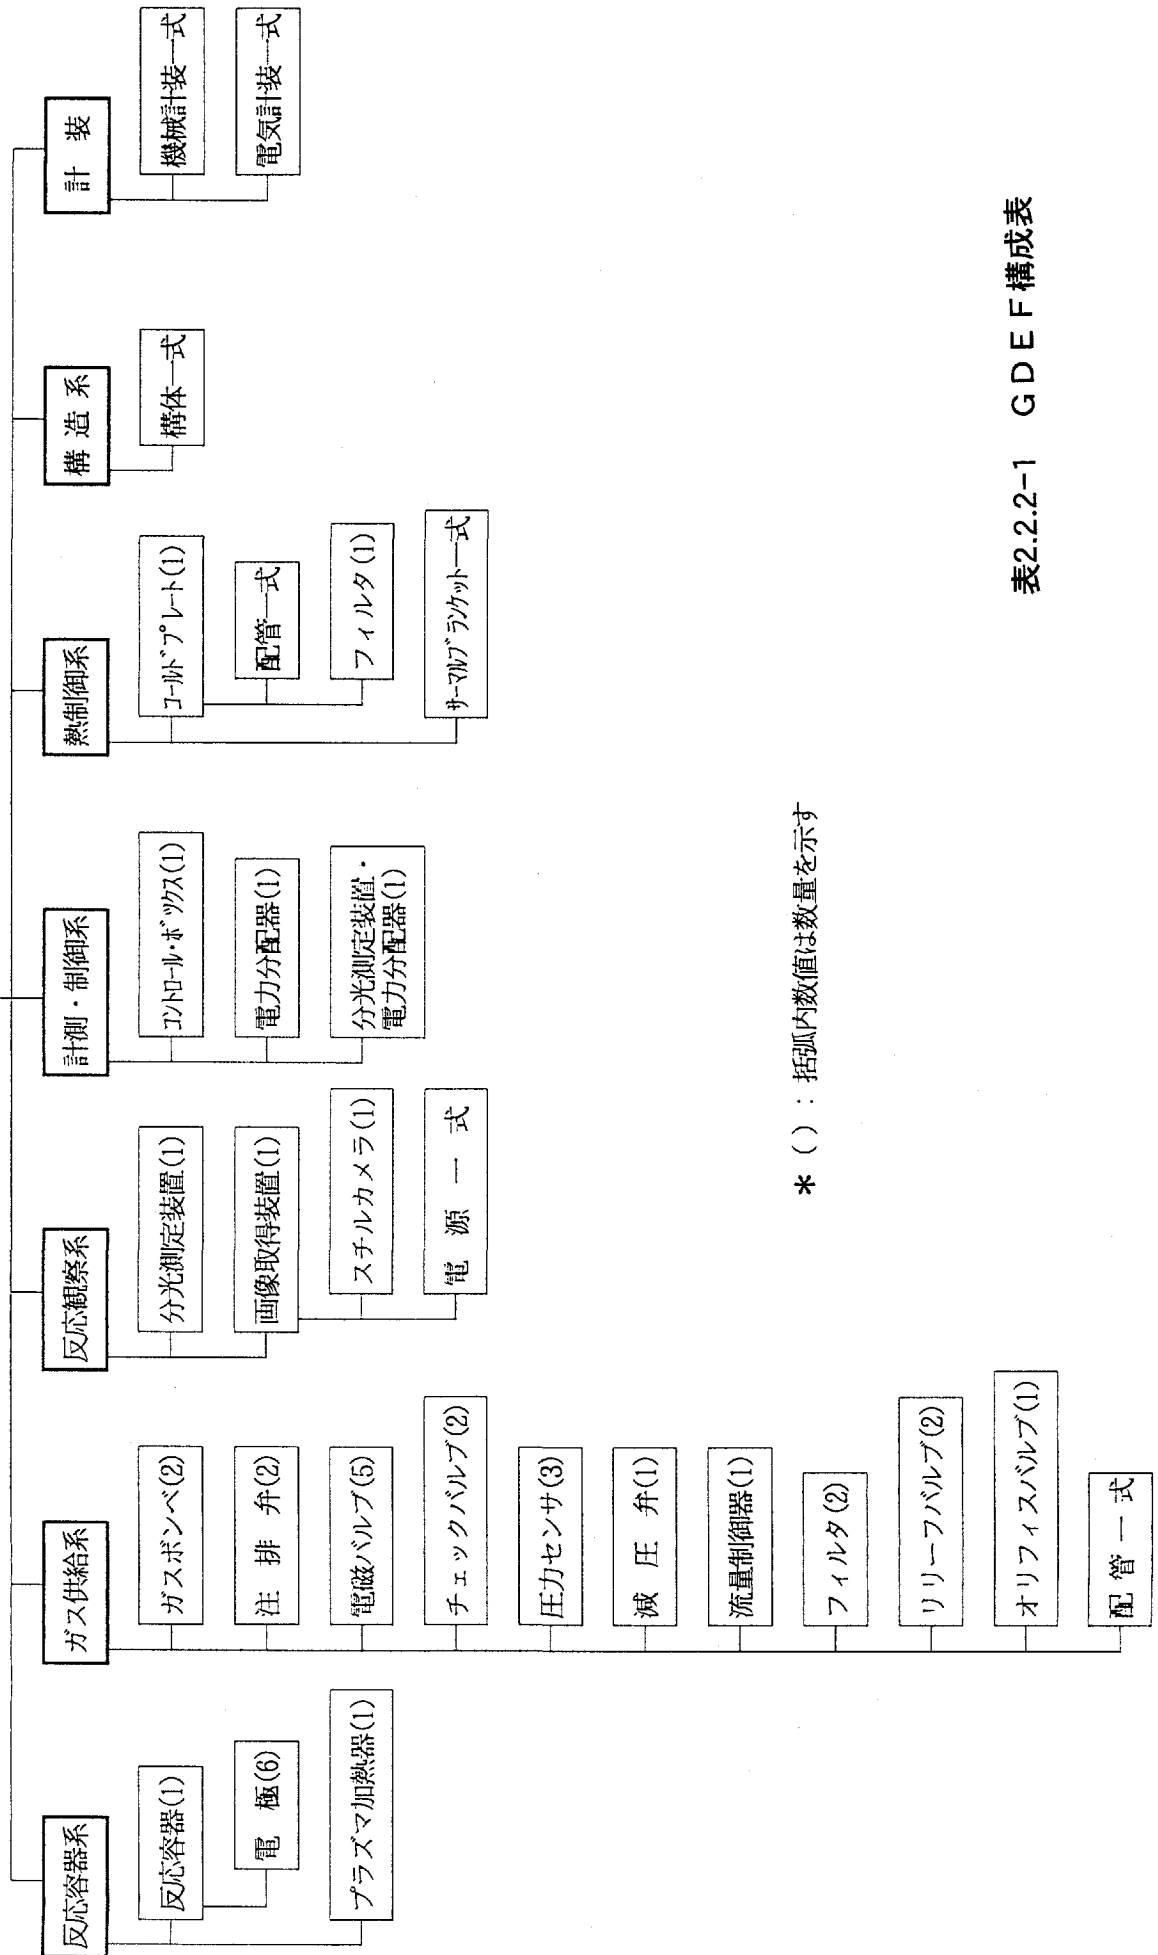 反応容器系
反応容器(1)
電極(6)
プラズマ加熱器(1)
ガス供給系
ガスボンベ(2)
注排弁(2)
電磁バルブ(5)
チェックバルブ(2)
圧力センサ(3)
減圧弁(1)
流量制御器(1)
フィルタ(2)
リリーフバルブ(2)
オリフィスバルブ(1)
配管一式
反応観察系
分光測定装置(1)
画像取得装置(1)
スチルカメラ(1)
電源一式
計測・制御系
コントロール・ボックス(1)
電力分配器(1)
分光測定装置・
電力分配器(1)
熱制御系
コールドプレート(1)
配管一式
フィルタ(1)
サーマルブランケット一式
構造系
構体一式
計装
機械計装一式
電気計装一式
* ( ) : 括弧内数値は数量を示す
表2.2.2-1 GDEF構成表